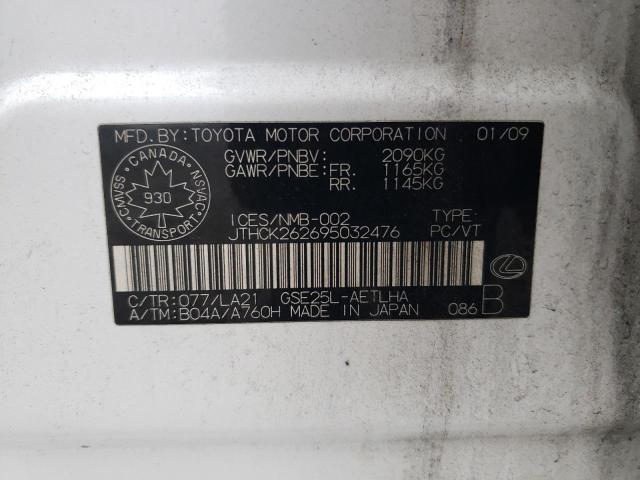 MFD. BY: TOYOTA MOTOR CORPORATION 01/09
GVWR/PNBV: 2090KG
GAWR/PNBE: FR. 1165KG
RR. 1145KG
CANADA
CMVSS NSVAC
930
TRANSPORT
ICES/NMB-002 TYPE:
JTHCK262695032476 PC/VT
C/TR: 077/LA21 GSE25L-AETLHA
A/TM: B04A/A760H MADE IN JAPAN 086 B